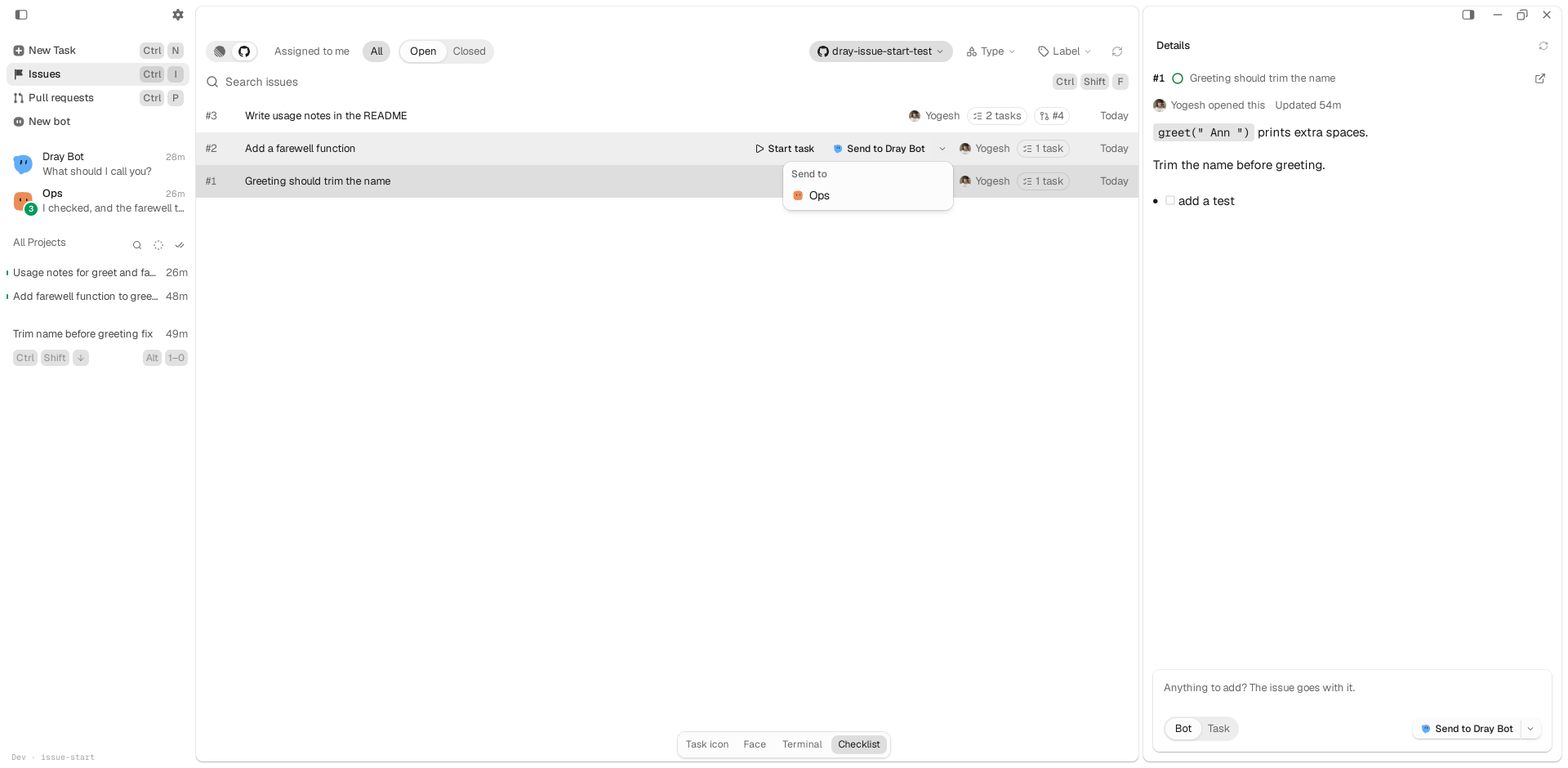 New Task Ctrl N
Issues Ctrl I
Pull requests Ctrl P
New bot
Dray Bot 28m
What should I call you?
Ops 26m
3 I checked, and the farewell t…
All Projects
Usage notes for greet and fa… 26m
Add farewell function to gree… 48m
Trim name before greeting fix 49m
Ctrl Shift ↓ Alt 1–0
Dev · issue-start
Assigned to me All Open Closed dray-issue-start-test Type Label
Search issues Ctrl Shift F
#3 Write usage notes in the README Yogesh 2 tasks #4 Today
#2 Add a farewell function Start task Send to Dray Bot Yogesh 1 task Today
Send to
#1 Greeting should trim the name Yogesh 1 task Today
Ops
Task icon Face Terminal Checklist
Details
#1 Greeting should trim the name
Yogesh opened this Updated 54m
greet(" Ann ") prints extra spaces.
Trim the name before greeting.
• add a test
Anything to add? The issue goes with it.
Bot Task Send to Dray Bot